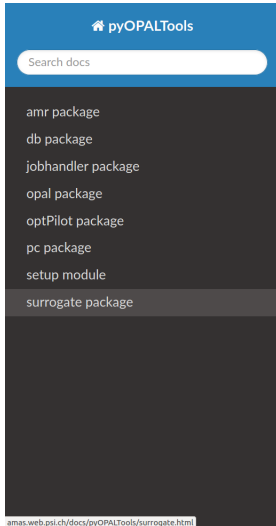 pyOPALTools
Search docs
amr package
db package
jobhandler package
opal package
optPilot package
pc package
setup module
surrogate package
amas.web.psi.ch/docs/pyOPALTools/surrogate.html